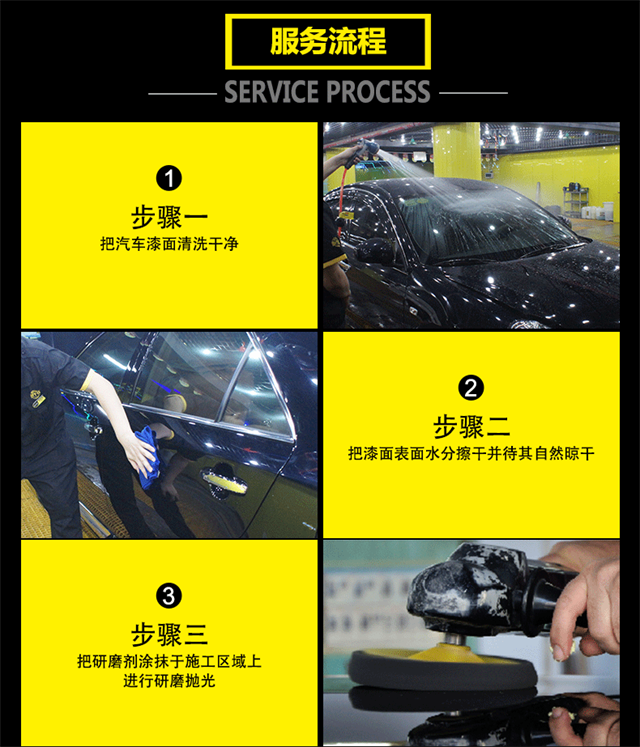 服务流程
SERVICE PROCESS
1
步骤一
把汽车漆面清洗干净
2
步骤二
把漆面表面水分擦干并待其自然晾干
3
步骤三
把研磨剂涂抹于施工区域上
进行研磨抛光